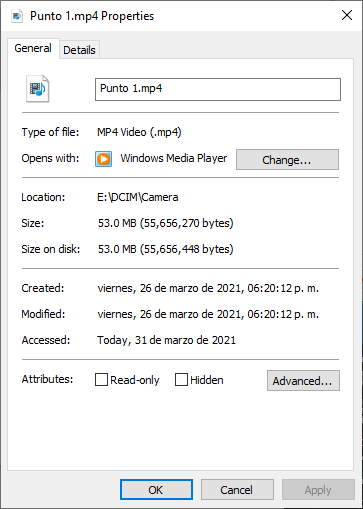 Punto 1.mp4 Properties
General Details
Punto 1.mp4
Type of file: MP4 Video (.mp4)
Opens with: Windows Media Player Change...
Location: E:\DCIM\Camera
Size: 53.0 MB (55,656,270 bytes)
Size on disk: 53.0 MB (55,656,448 bytes)
Created: viernes, 26 de marzo de 2021, 06:20:12 p. m.
Modified: viernes, 26 de marzo de 2021, 06:20:12 p. m.
Accessed: Today, 31 de marzo de 2021
Attributes: Read-only Hidden Advanced...
OK Cancel Apply